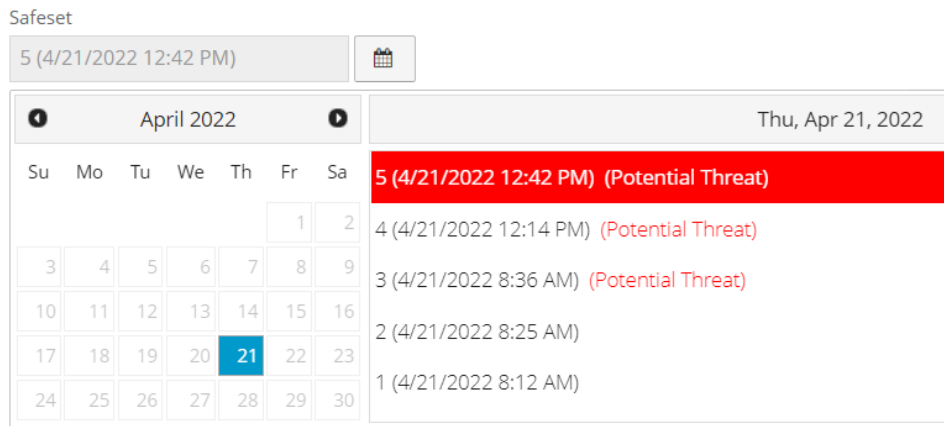 Safeset
5 (4/21/2022 12:42 PM)
April 2022
Su Mo Tu We Th Fr Sa
1 2
3 4 5 6 7 8 9
10 11 12 13 14 15 16
17 18 19 20 21 22 23
24 25 26 27 28 29 30
Thu, Apr 21, 2022
5 (4/21/2022 12:42 PM) (Potential Threat)
4 (4/21/2022 12:14 PM) (Potential Threat)
3 (4/21/2022 8:36 AM) (Potential Threat)
2 (4/21/2022 8:25 AM)
1 (4/21/2022 8:12 AM)